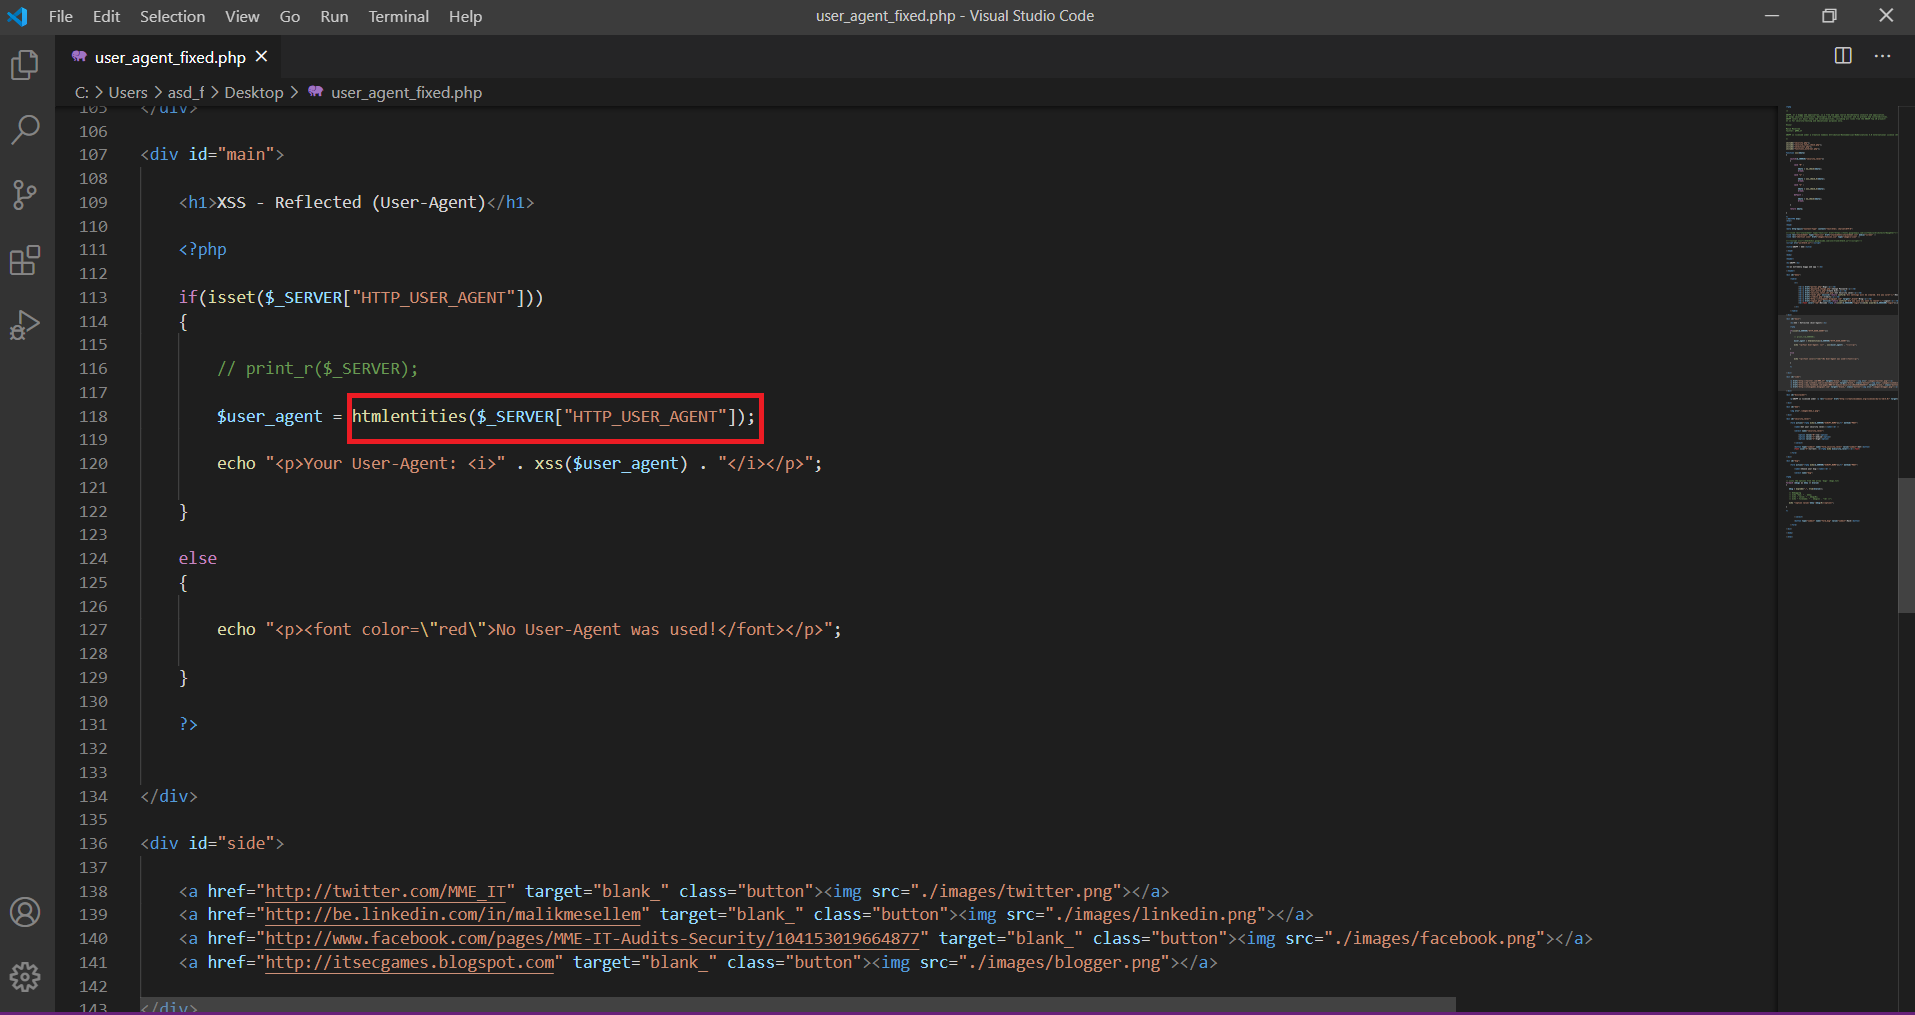 File Edit Selection View Go Run Terminal Help
user_agent_fixed.php - Visual Studio Code
user_agent_fixed.php
C: > Users > asd_f > Desktop > user_agent_fixed.php
105 </div>
106
107 <div id="main">
108
109 <h1>XSS - Reflected (User-Agent)</h1>
110
111 <?php
112
113 if(isset($_SERVER["HTTP_USER_AGENT"]))
114 {
115
116 // print_r($_SERVER);
117
118 $user_agent = htmlentities($_SERVER["HTTP_USER_AGENT"]);
119
120 echo "<p>Your User-Agent: <i>" . xss($user_agent) . "</i></p>";
121
122 }
123
124 else
125 {
126
127 echo "<p><font color=\"red\">No User-Agent was used!</font></p>";
128
129 }
130
131 ?>
132
133
134 </div>
135
136 <div id="side">
137
138 <a href="http://twitter.com/MME_IT" target="blank_" class="button"><img src="./images/twitter.png"></a>
139 <a href="http://be.linkedin.com/in/malikmesellem" target="blank_" class="button"><img src="./images/linkedin.png"></a>
140 <a href="http://www.facebook.com/pages/MME-IT-Audits-Security/104153019664877" target="blank_" class="button"><img src="./images/facebook.png"></a>
141 <a href="http://itsecgames.blogspot.com" target="blank_" class="button"><img src="./images/blogger.png"></a>
142
143 </div>